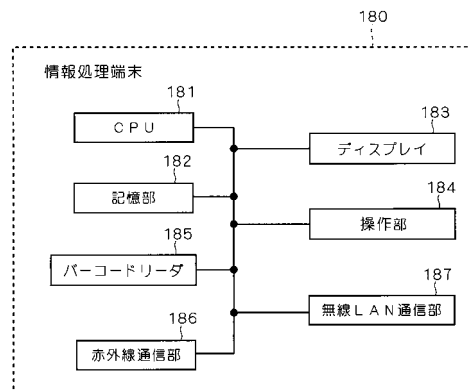 180
情報処理端末
181
CPU
183
ディスプレイ
182
記憶部
184
操作部
185
バーコードリーダ
187
無線LAN通信部
186
赤外線通信部